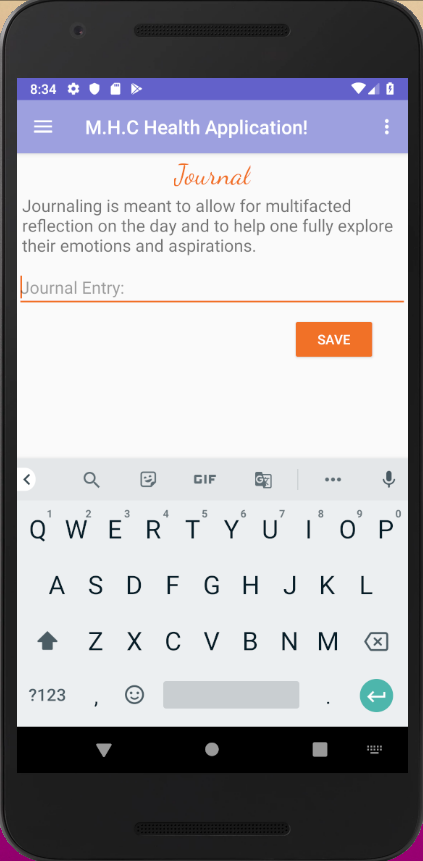 8:34
M.H.C Health Application!
Journal
Journaling is meant to allow for multifacted
reflection on the day and to help one fully explore
their emotions and aspirations.
Journal Entry:
SAVE
GIF
1 2 3 4 5 6 7 8 9 0
Q W E R T Y U I O P
A S D F G H J K L
Z X C V B N M
?123 , .